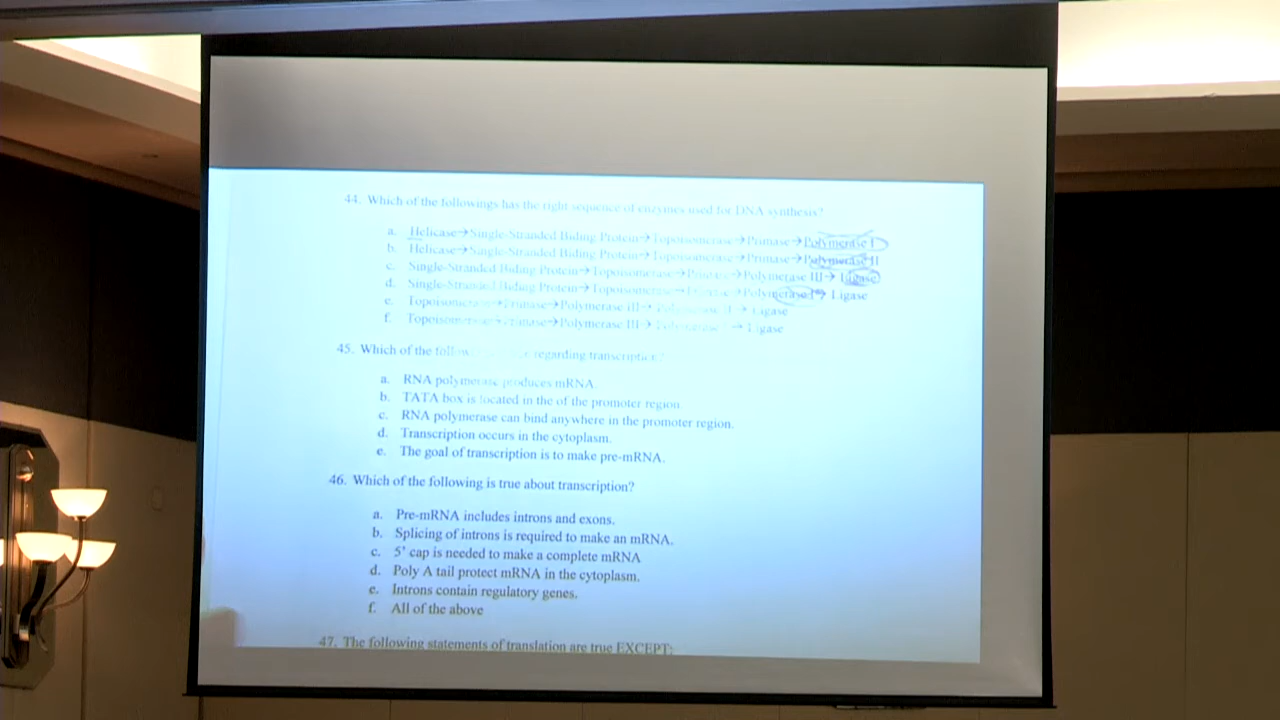 44. Which of the followings has the right sequence of enzymes used for DNA synthesis?
a. Helicase→Single-Stranded Biding Protein→Topoisomerase→Primase→Polymerase I
b. Helicase→Single-Stranded Biding Protein→Topoisomerase→Primase→Polymerase II
c. Single-Stranded Biding Protein→Topoisomerase→Primase→Polymerase III→ Ligase
d. Single-Stranded Biding Protein→Topoisomerase→Primase→Polymerase I→ Ligase
e. Topoisomerase→Primase→Polymerase III→ → Ligase
f. Topoisomerase→Primase→Polymerase III→ → Ligase
45. Which of the regarding transcription?
a. RNA polymerase produces mRNA.
b. TATA box is located in the of the promoter region.
c. RNA polymerase can bind anywhere in the promoter region.
d. Transcription occurs in the cytoplasm.
e. The goal of transcription is to make pre-mRNA.
46. Which of the following is true about transcription?
a. Pre-mRNA includes introns and exons.
b. Splicing of introns is required to make an mRNA.
c. 5' cap is needed to make a complete mRNA
d. Poly A tail protect mRNA in the cytoplasm.
e. Introns contain regulatory genes.
f. All of the above
47. The following statements of translation are true EXCEPT: